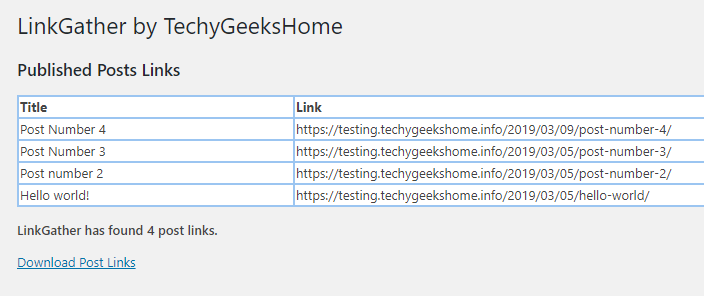 LinkGather by TechyGeeksHome
Published Posts Links
Title Link
Post Number 4 https://testing.techygeekshome.info/2019/03/09/post-number-4/
Post Number 3 https://testing.techygeekshome.info/2019/03/05/post-number-3/
Post number 2 https://testing.techygeekshome.info/2019/03/05/post-number-2/
Hello world! https://testing.techygeekshome.info/2019/03/05/hello-world/
LinkGather has found 4 post links.
Download Post Links